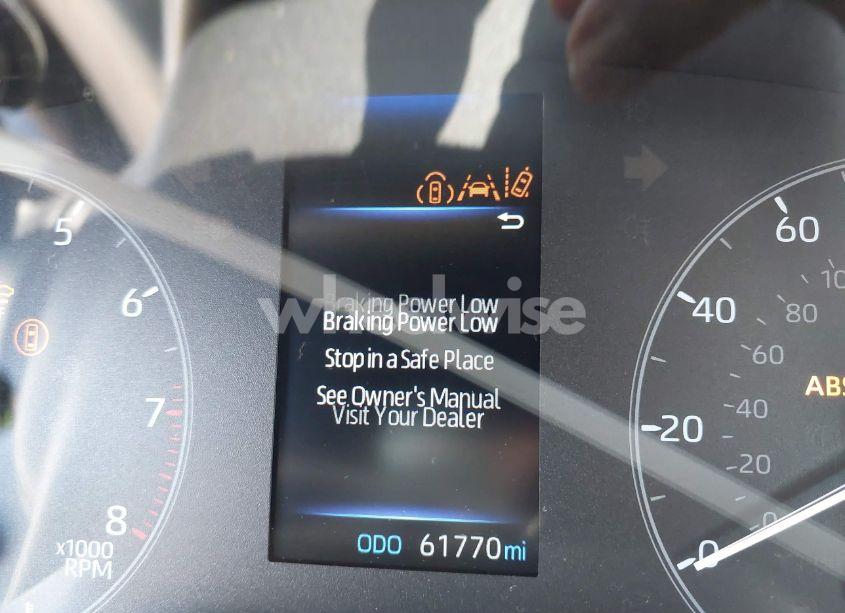 5
6
7
8
x1000
RPM
Braking Power Low
Braking Power Low
Stop in a Safe Place
See Owner's Manual
Visit Your Dealer
ODO 61770 mi
60
40
80
60
ABS
40
20
20
0
0